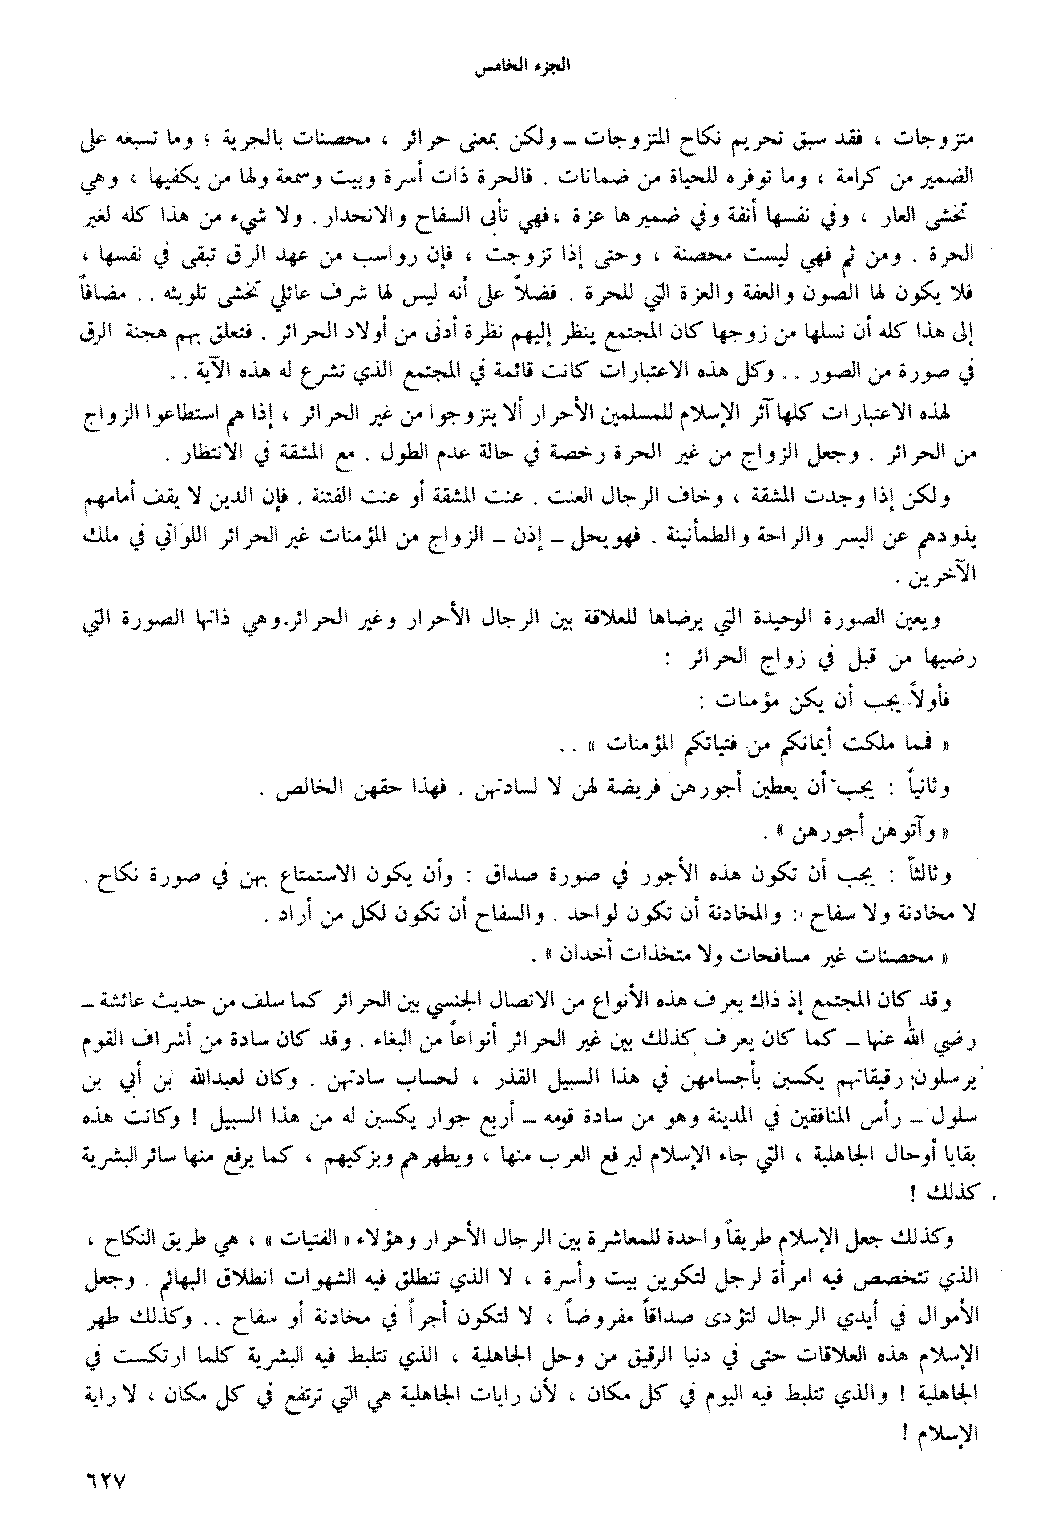 الجزء الخامس
متزوجات ، فقد سبق تحريم نكاح المتزوجات – ولكن بمعنى حرائر ، محصنات بالحرية ؛ وما تسبغه على
الضمير من كرامة ، وما توفره للحياة من ضمانات . فالحرة ذات أسرة وبيت وسمعة ولها من يكفيها ، وهي
تخشى العار ، وفي نفسها أنفة وفي ضميرها عزة ، فهي تأبى السفاح والانحدار . ولا شيء من هذا كله لغير
الحرة . ومن ثم فهي ليست محصنة ، وحتى إذا تزوجت ، فإن رواسب من عهد الرق تبقى في نفسها ،
فلا يكون لها الصون والعفة والعزة التي للحرة . فضلاً على أنه ليس لها شرف عائلي تخشى تلويثه . . مضافاً
إلى هذا كله أن نسلها من زوجها كان المجتمع ينظر إليهم نظرة أدنى من أولاد الحرائر . فتعلق بهم هجنة الرق
في صورة من الصور . . وكل هذه الاعتبارات كانت قائمة في المجتمع الذي تشرع له هذه الآية . .
لهذه الاعتبارات كلها آثر الإسلام للمسلمين الأحرار ألا يتزوجوا من غير الحرائر ، إذا هم استطاعوا الزواج
من الحرائر . وجعل الزواج من غير الحرة رخصة في حالة عدم الطول . مع المشقة في الانتظار .
ولكن إذا وجدت المشقة ، وخاف الرجال العنت . عنت المشقة أو عنت الفتنة . فإن الدين لا يقف أمامهم
يذودهم عن اليسر والراحة والطمأنينة . فهو يحل – إذن – الزواج من المؤمنات غير الحرائر اللواتي في ملك
الآخرين .
ويعين الصورة الوحيدة التي يرضاها للعلاقة بين الرجال الأحرار وغير الحرائر.وهي ذاتها الصورة التي
رضيها من قبل في زواج الحرائر :
فأولاً يجب أن يكن مؤمنات :
« فمما ملكت أيمانكم من فتياتكم المؤمنات » . .
وثانياً : يجب أن يعطين أجورهن فريضة لهن لا لسادتهن . فهذا حقهن الخالص .
« وآتوهن أجورهن » .
وثالثاً : يجب أن تكون هذه الأجور في صورة صداق : وأن يكون الاستمتاع بهن في صورة نكاح .
لا مخادنة ولا سفاح : والمخادنة أن تكون لواحد . والسفاح أن تكون لكل من أراد .
« محصنات غير مسافحات ولا متخذات أخدان » .
وقد كان المجتمع إذ ذاك يعرف هذه الأنواع من الاتصال الجنسي بين الحرائر كما سلف من حديث عائشة –
رضي الله عنها – كما كان يعرف كذلك بين غير الحرائر أنواعاً من البغاء . وقد كان سادة من أشراف القوم
يرسلون رقيقاتهم يكسبن بأجسامهن في هذا السبيل القذر ، لحساب سادتهن . وكان لعبدالله بن أبي بن
سلول – رأس المنافقين في المدينة وهو من سادة قومه – أربع جوار يكسبن له من هذا السبيل ! وكانت هذه
بقايا أوحال الجاهلية ، التي جاء الإسلام ليرفع العرب منها ، ويطهرهم ويزكيهم ، كما يرفع منها سائر البشرية
كذلك !
وكذلك جعل الإسلام طريقاً واحدة للمعاشرة بين الرجال الأحرار وهؤلاء « الفتيات » ، هي طريق النكاح ،
الذي تتخصص فيه امرأة لرجل لتكوين بيت وأسرة ، لا الذي تنطلق فيه الشهوات انطلاق البهائم . وجعل
الأموال في أيدي الرجال لتؤدى صداقاً مفروضاً ، لا لتكون أجراً في مخادنة أو سفاح . . وكذلك طهر
الإسلام هذه العلاقات حتى في دنيا الرقيق من وحل الجاهلية ، الذي تتلبط فيه البشرية كلما ارتكست في
الجاهلية ! والذي تتلبط فيه اليوم في كل مكان ، لأن رايات الجاهلية هي التي ترتفع في كل مكان ، لا راية
الإسلام !
٦٢٧